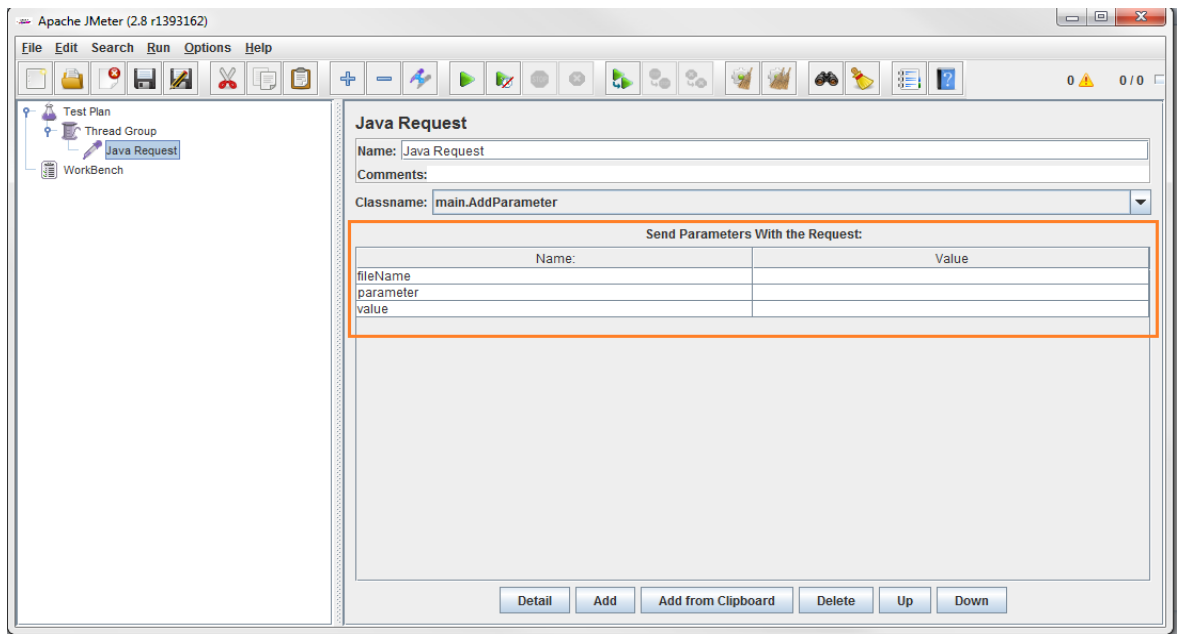 Apache JMeter (2.8 r1393162)
File Edit Search Run Options Help
0 0 / 0
Test Plan
Thread Group
Java Request
WorkBench
Java Request
Name: Java Request
Comments:
Classname: main.AddParameter
Send Parameters With the Request:
Name: Value
fileName
parameter
value
Detail Add Add from Clipboard Delete Up Down